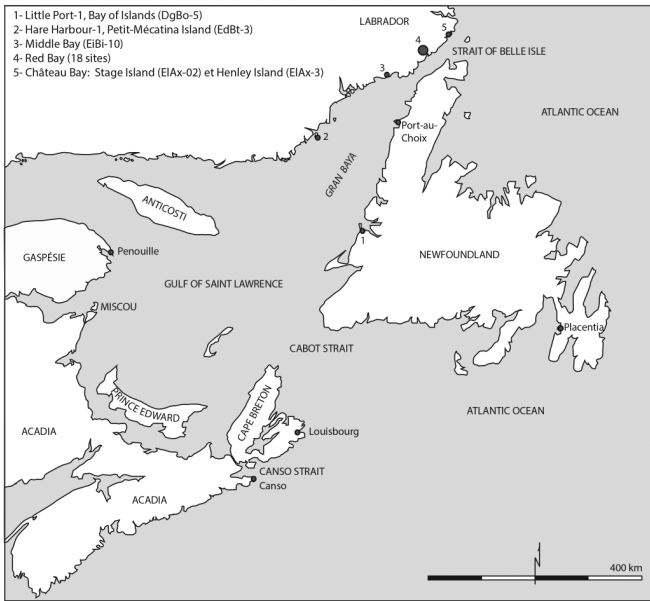 1- Little Port-1, Bay of Islands (DgBo-5)
2- Hare Harbour-1, Petit-Mécatina Island (EdBt-3)
3- Middle Bay (EiBi-10)
4- Red Bay (18 sites)
5- Château Bay: Stage Island (ElAx-02) et Henley Island (ElAx-3)
LABRADOR
5
4
STRAIT OF BELLE ISLE
3
ATLANTIC OCEAN
Port-au-
Choix
2
GRAN BAYA
ANTICOSTI
1
GASPÉSIE
Penouille
NEWFOUNDLAND
GULF OF SAINT LAWRENCE
MISCOU
Placentia
CABOT STRAIT
PRINCE EDWARD
CAPE BRETON
ATLANTIC OCEAN
ACADIA
Louisbourg
CANSO STRAIT
Canso
ACADIA
N
400 km